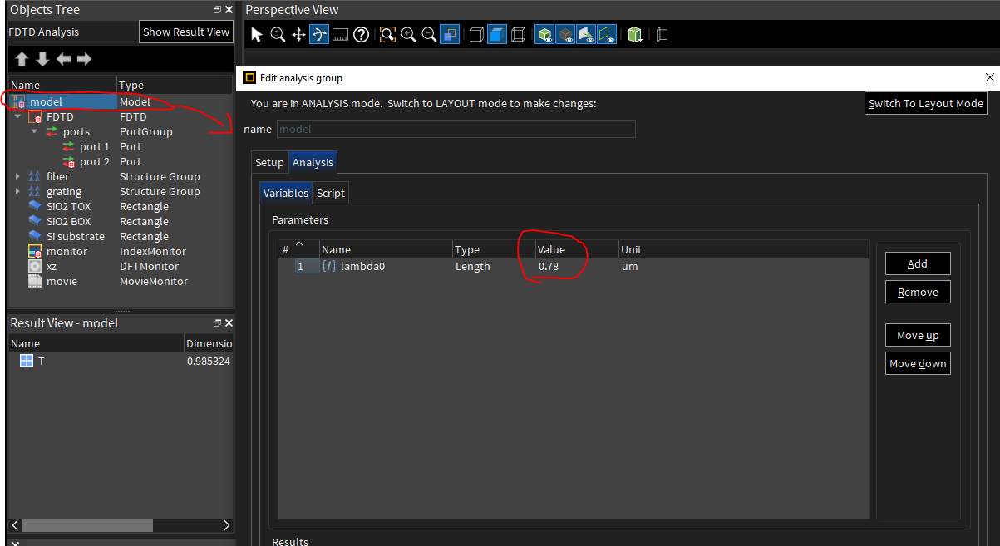 Objects Tree
FDTD Analysis
Show Result View
Name Type
model Model
FDTD FDTD
ports PortGroup
port 1 Port
port 2 Port
fiber Structure Group
grating Structure Group
SiO2 TOX Rectangle
SiO2 BOX Rectangle
Si substrate Rectangle
monitor IndexMonitor
xz DFTMonitor
movie MovieMonitor
Result View - model
Name Dimensio
T 0.985324
Perspective View
Edit analysis group
You are in ANALYSIS mode. Switch to LAYOUT mode to make changes:
Switch To Layout Mode
name model
Setup Analysis
Variables Script
Parameters
# Name Type Value Unit
1 lambda0 Length 0.78 um
Add
Remove
Move up
Move down
Results